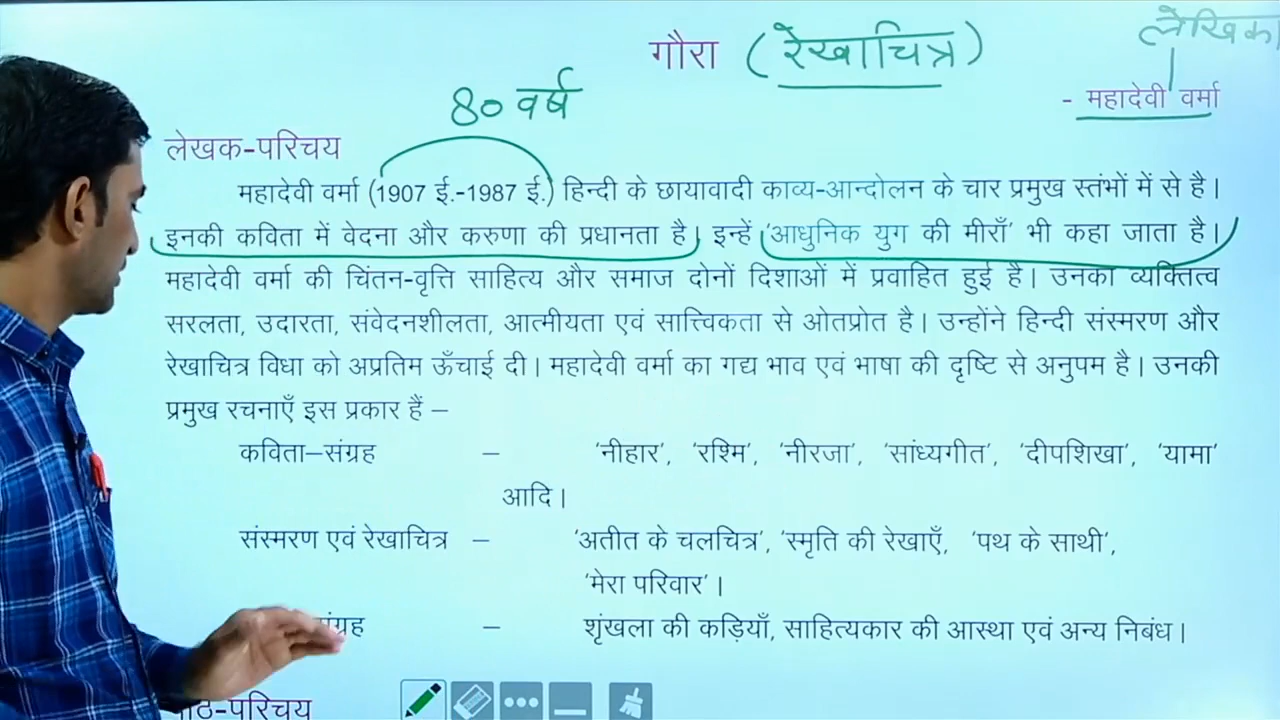 गौरा (रेखाचित्र)
लेखिका
- महादेवी वर्मा
80 वर्ष
लेखक-परिचय
महादेवी वर्मा (1907 ई.-1987 ई.) हिन्दी के छायावादी काव्य-आन्दोलन के चार प्रमुख स्तंभों में से है।
इनकी कविता में वेदना और करुणा की प्रधानता है। इन्हें 'आधुनिक युग की मीराँ' भी कहा जाता है।
महादेवी वर्मा की चिंतन-वृत्ति साहित्य और समाज दोनों दिशाओं में प्रवाहित हुई है। उनका व्यक्तित्व
सरलता, उदारता, संवेदनशीलता, आत्मीयता एवं सात्त्विकता से ओतप्रोत है। उन्होंने हिन्दी संस्मरण और
रेखाचित्र विधा को अप्रतिम ऊँचाई दी। महादेवी वर्मा का गद्य भाव एवं भाषा की दृष्टि से अनुपम है। उनकी
प्रमुख रचनाएँ इस प्रकार हैं –
कविता–संग्रह – 'नीहार', 'रश्मि', 'नीरजा', 'सांध्यगीत', 'दीपशिखा', 'यामा'
आदि।
संस्मरण एवं रेखाचित्र – 'अतीत के चलचित्र', 'स्मृति की रेखाएँ, 'पथ के साथी',
'मेरा परिवार'।
संग्रह – शृंखला की कड़ियाँ, साहित्यकार की आस्था एवं अन्य निबंध।
पाठ-परिचय